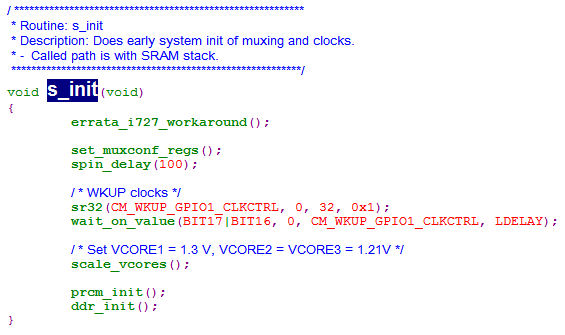 / **********************************************************
* Routine: s_init
* Description: Does early system init of muxing and clocks.
* -  Called path is with SRAM stack.
**********************************************************/
void s_init(void)
{
errata_i727_workaround();
set_muxconf_regs();
spin_delay(100);
/ * WKUP clocks */
sr32(CM_WKUP_GPIO1_CLKCTRL, 0, 32, 0x1);
wait_on_value(BIT17|BIT16, 0, CM_WKUP_GPIO1_CLKCTRL, LDELAY);
/ * Set VCORE1 = 1.3 V, VCORE2 = VCORE3 = 1.21V */
scale_vcores();
prcm_init();
ddr_init();
}